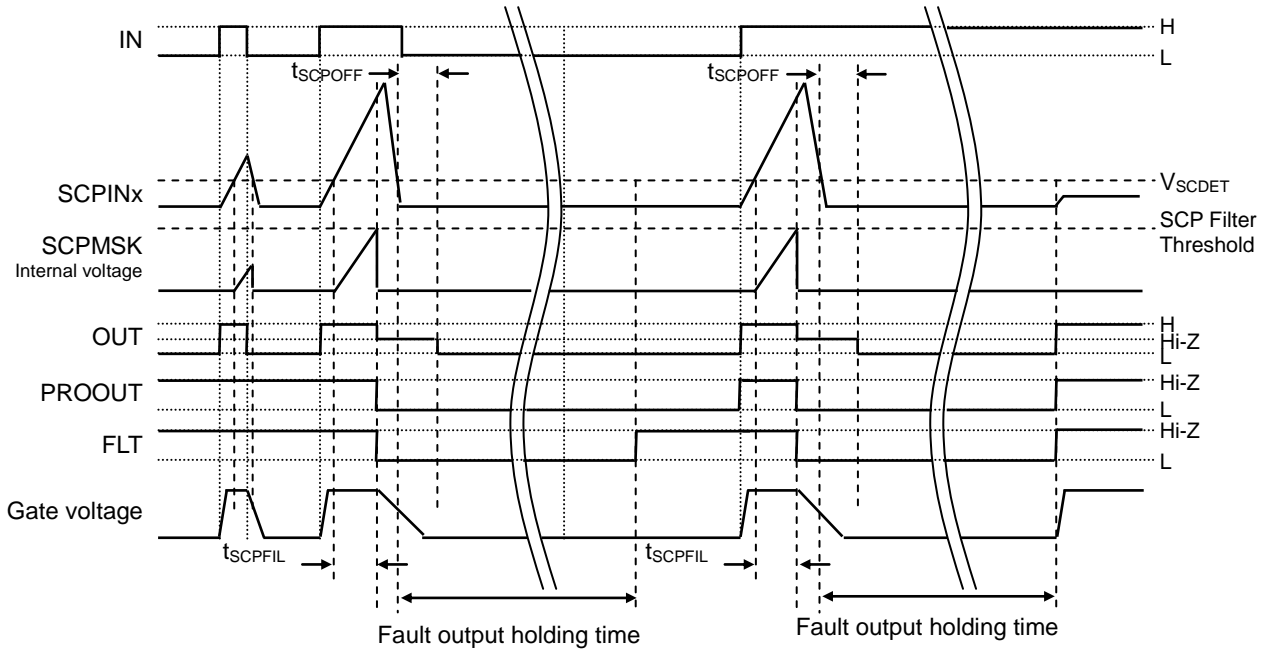 IN
H
L
tSCPOFF
tSCPOFF
SCPINx
VSCDET
SCPMSK
Internal voltage
SCP Filter
Threshold
OUT
H
Hi-Z
L
PROOUT
Hi-Z
L
FLT
Hi-Z
L
Gate voltage
tSCPFIL
tSCPFIL
Fault output holding time
Fault output holding time